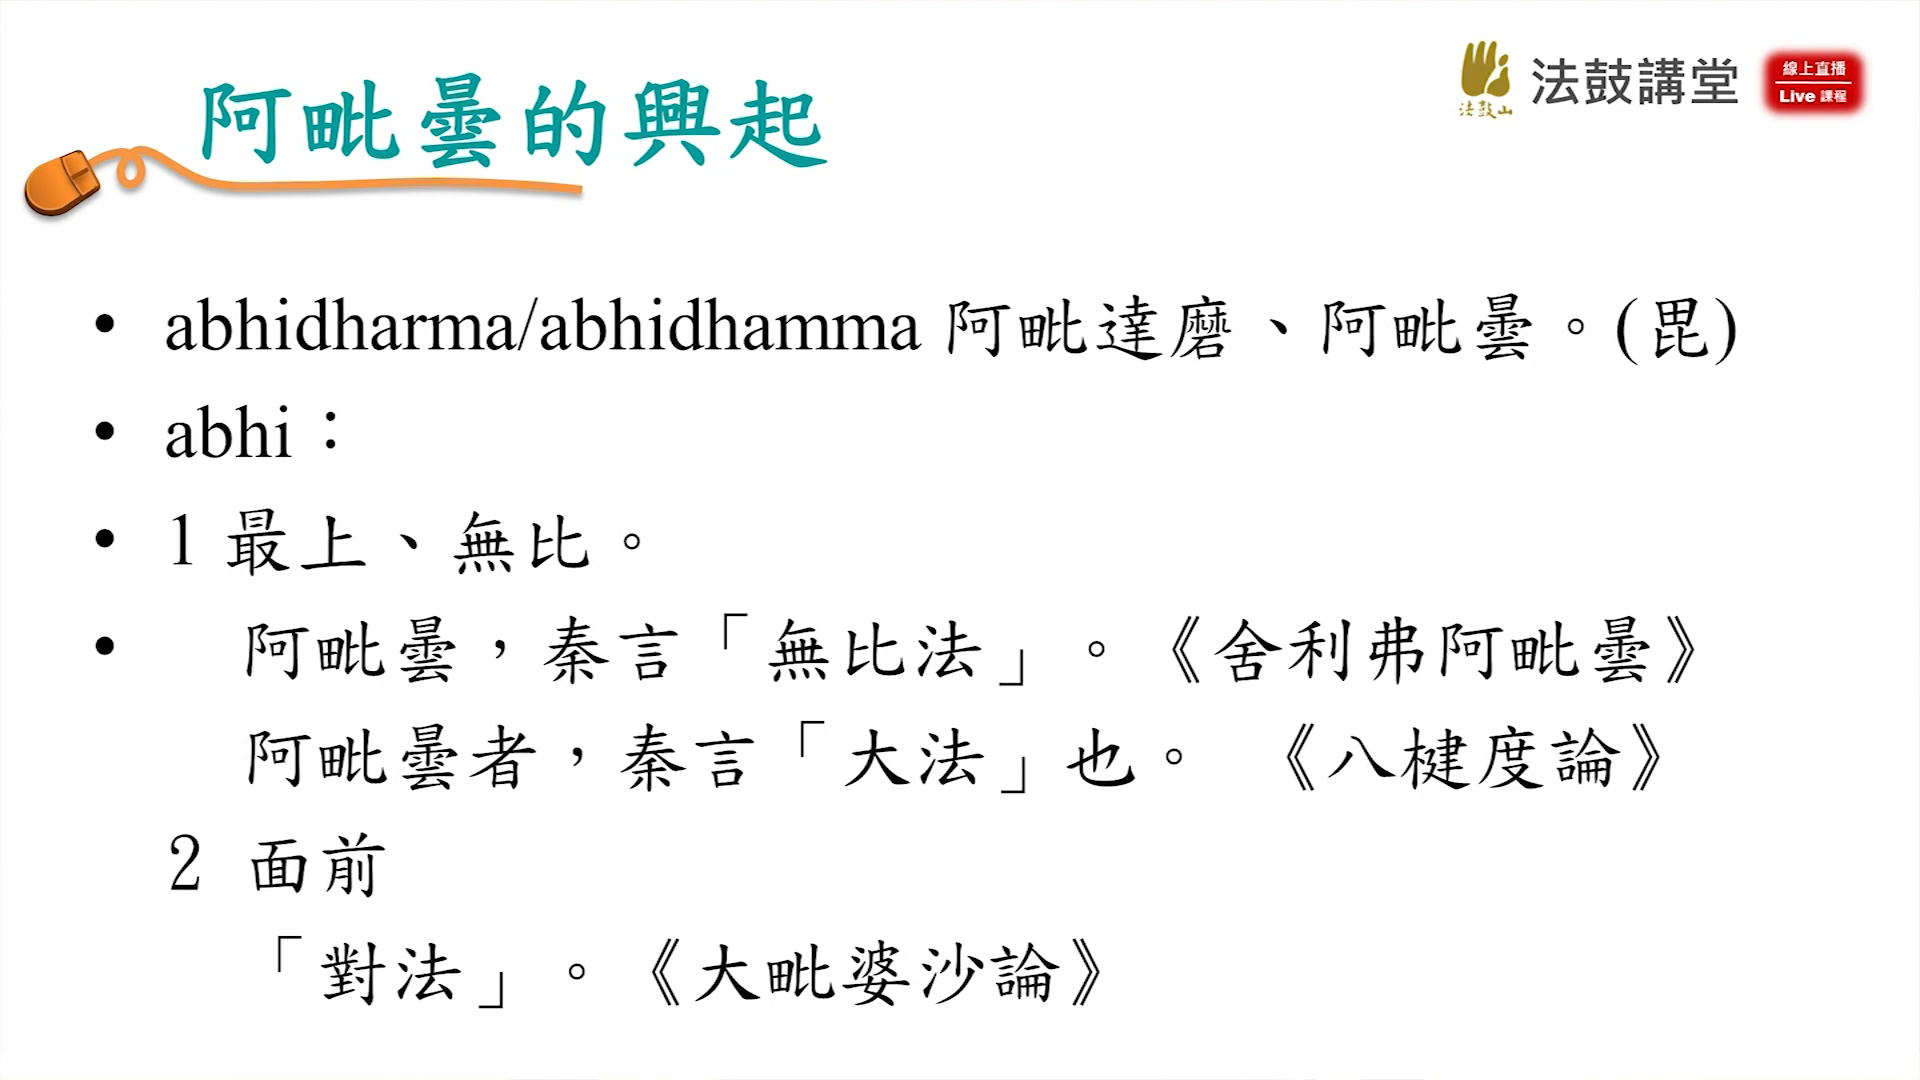 阿毗曇的興起
法鼓山
法鼓講堂
線上直播
Live 課程
• abhidharma/abhidhamma 阿毗達磨、阿毗曇。(毘)
• abhi：
• 1 最上、無比。
• 阿毗曇，秦言「無比法」。《舍利弗阿毗曇》
阿毗曇者，秦言「大法」也。 《八楗度論》
2 面前
「對法」。《大毗婆沙論》